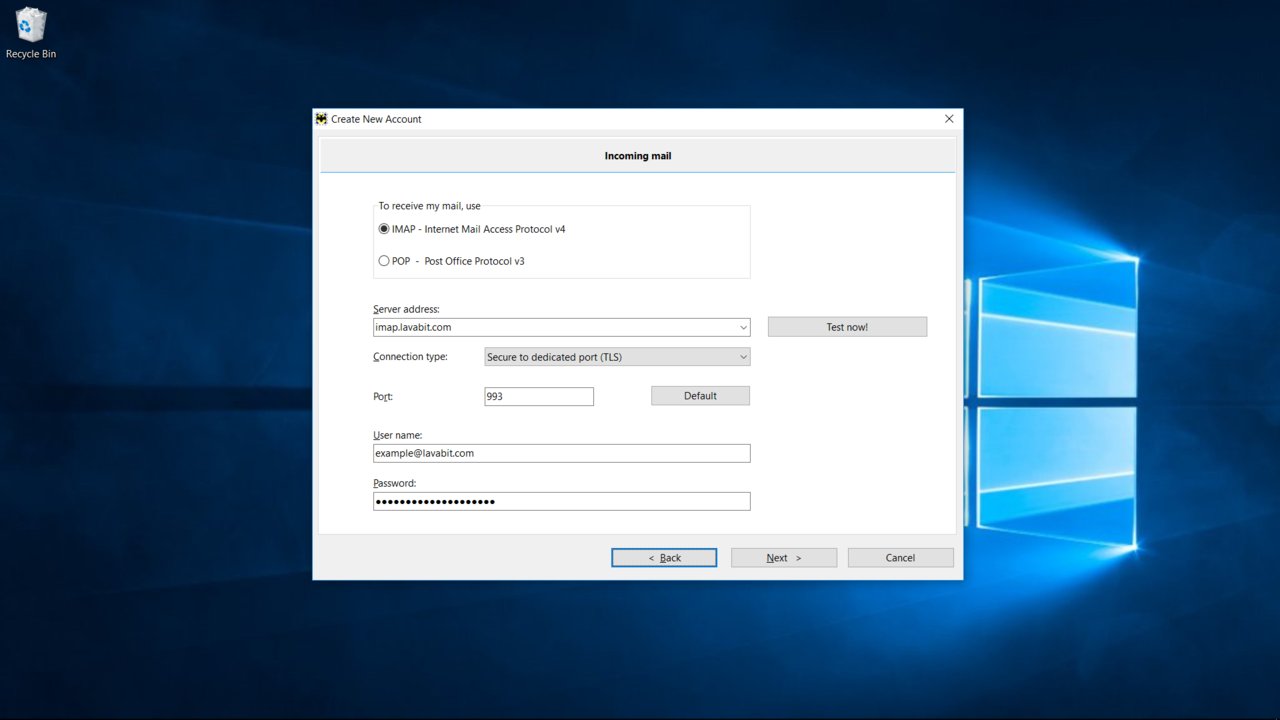 Recycle Bin
Create New Account
Incoming mail
To receive my mail, use
IMAP - Internet Mail Access Protocol v4
POP - Post Office Protocol v3
Server address:
imap.lavabit.com
Test now!
Connection type: Secure to dedicated port (TLS)
Port: 993 Default
User name:
example@lavabit.com
Password:
••••••••••••••••••••
< Back Next > Cancel